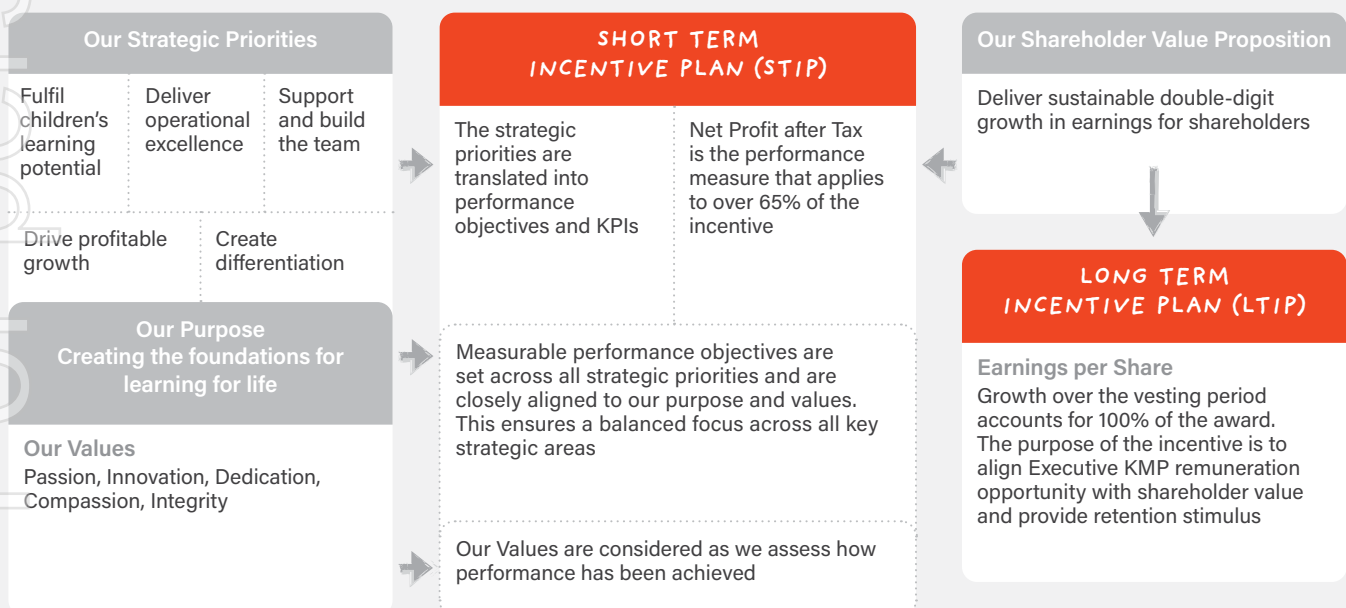 Our Strategic Priorities
Fulfil
children's
learning
potential
Deliver
operational
excellence
Support
and build
the team
Drive profitable
growth
Create
differentiation
Our Purpose
Creating the foundations for
learning for life
Our Values
Passion, Innovation, Dedication,
Compassion, Integrity
SHORT TERM
INCENTIVE PLAN (STIP)
The strategic
priorities are
translated into
performance
objectives and KPIs
Net Profit after Tax
is the performance
measure that applies
to over 65% of the
incentive
Measurable performance objectives are
set across all strategic priorities and are
closely aligned to our purpose and values.
This ensures a balanced focus across all key
strategic areas
Our Values are considered as we assess how
performance has been achieved
Our Shareholder Value Proposition
Deliver sustainable double-digit
growth in earnings for shareholders
LONG TERM
INCENTIVE PLAN (LTIP)
Earnings per Share
Growth over the vesting period
accounts for 100% of the award.
The purpose of the incentive is to
align Executive KMP remuneration
opportunity with shareholder value
and provide retention stimulus